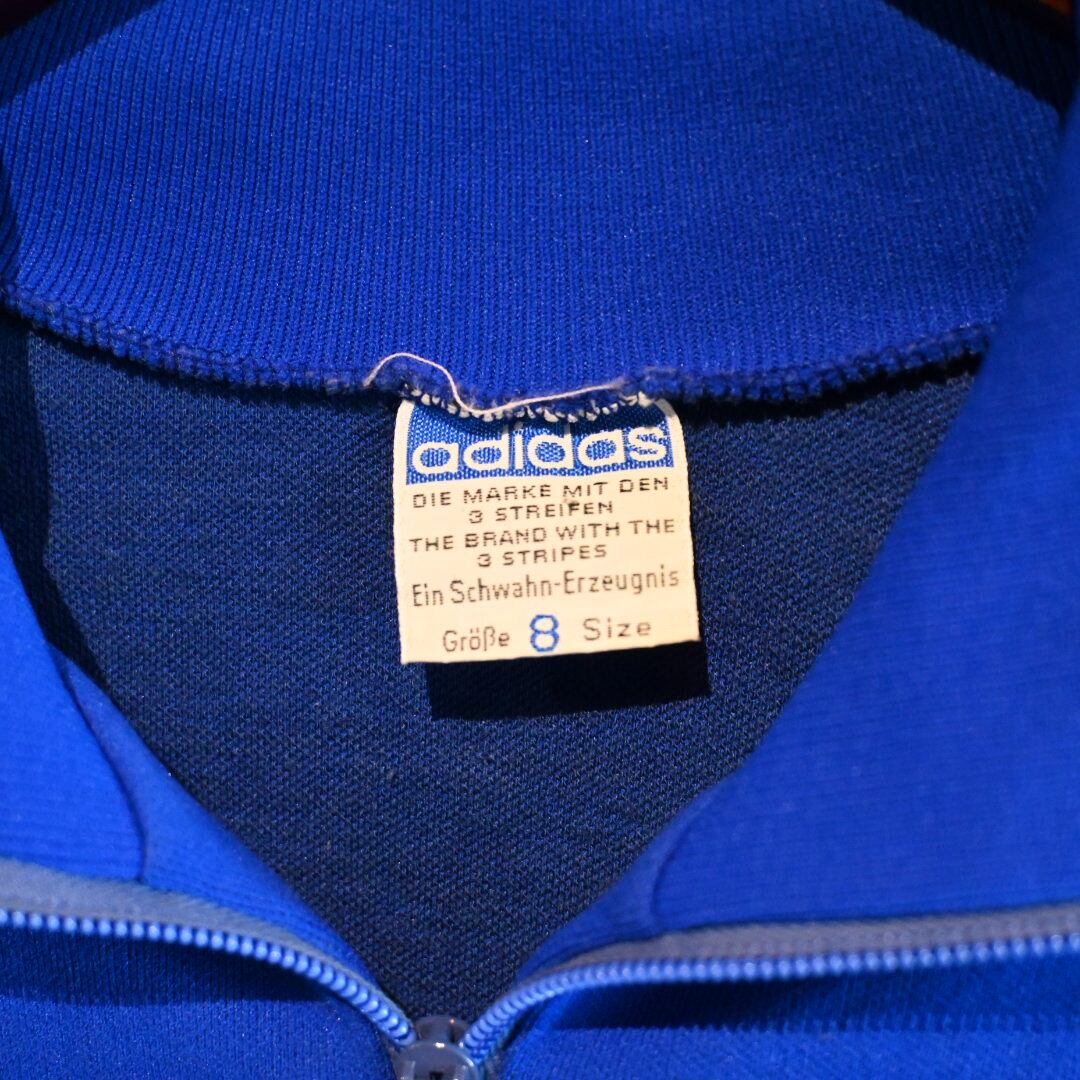 adidas
DIE MARKE MIT DEN
3 STREIFEN
THE BRAND WITH THE
3 STRIPES
Ein Schwahn-Erzeugnis
Größe 8 Size